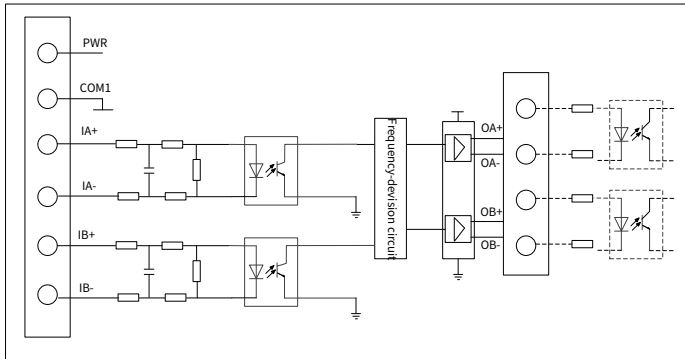 PWR
COM1
IA+
IA-
IB+
IB-
Frequency-devision circuit
OA+
OA-
OB+
OB-